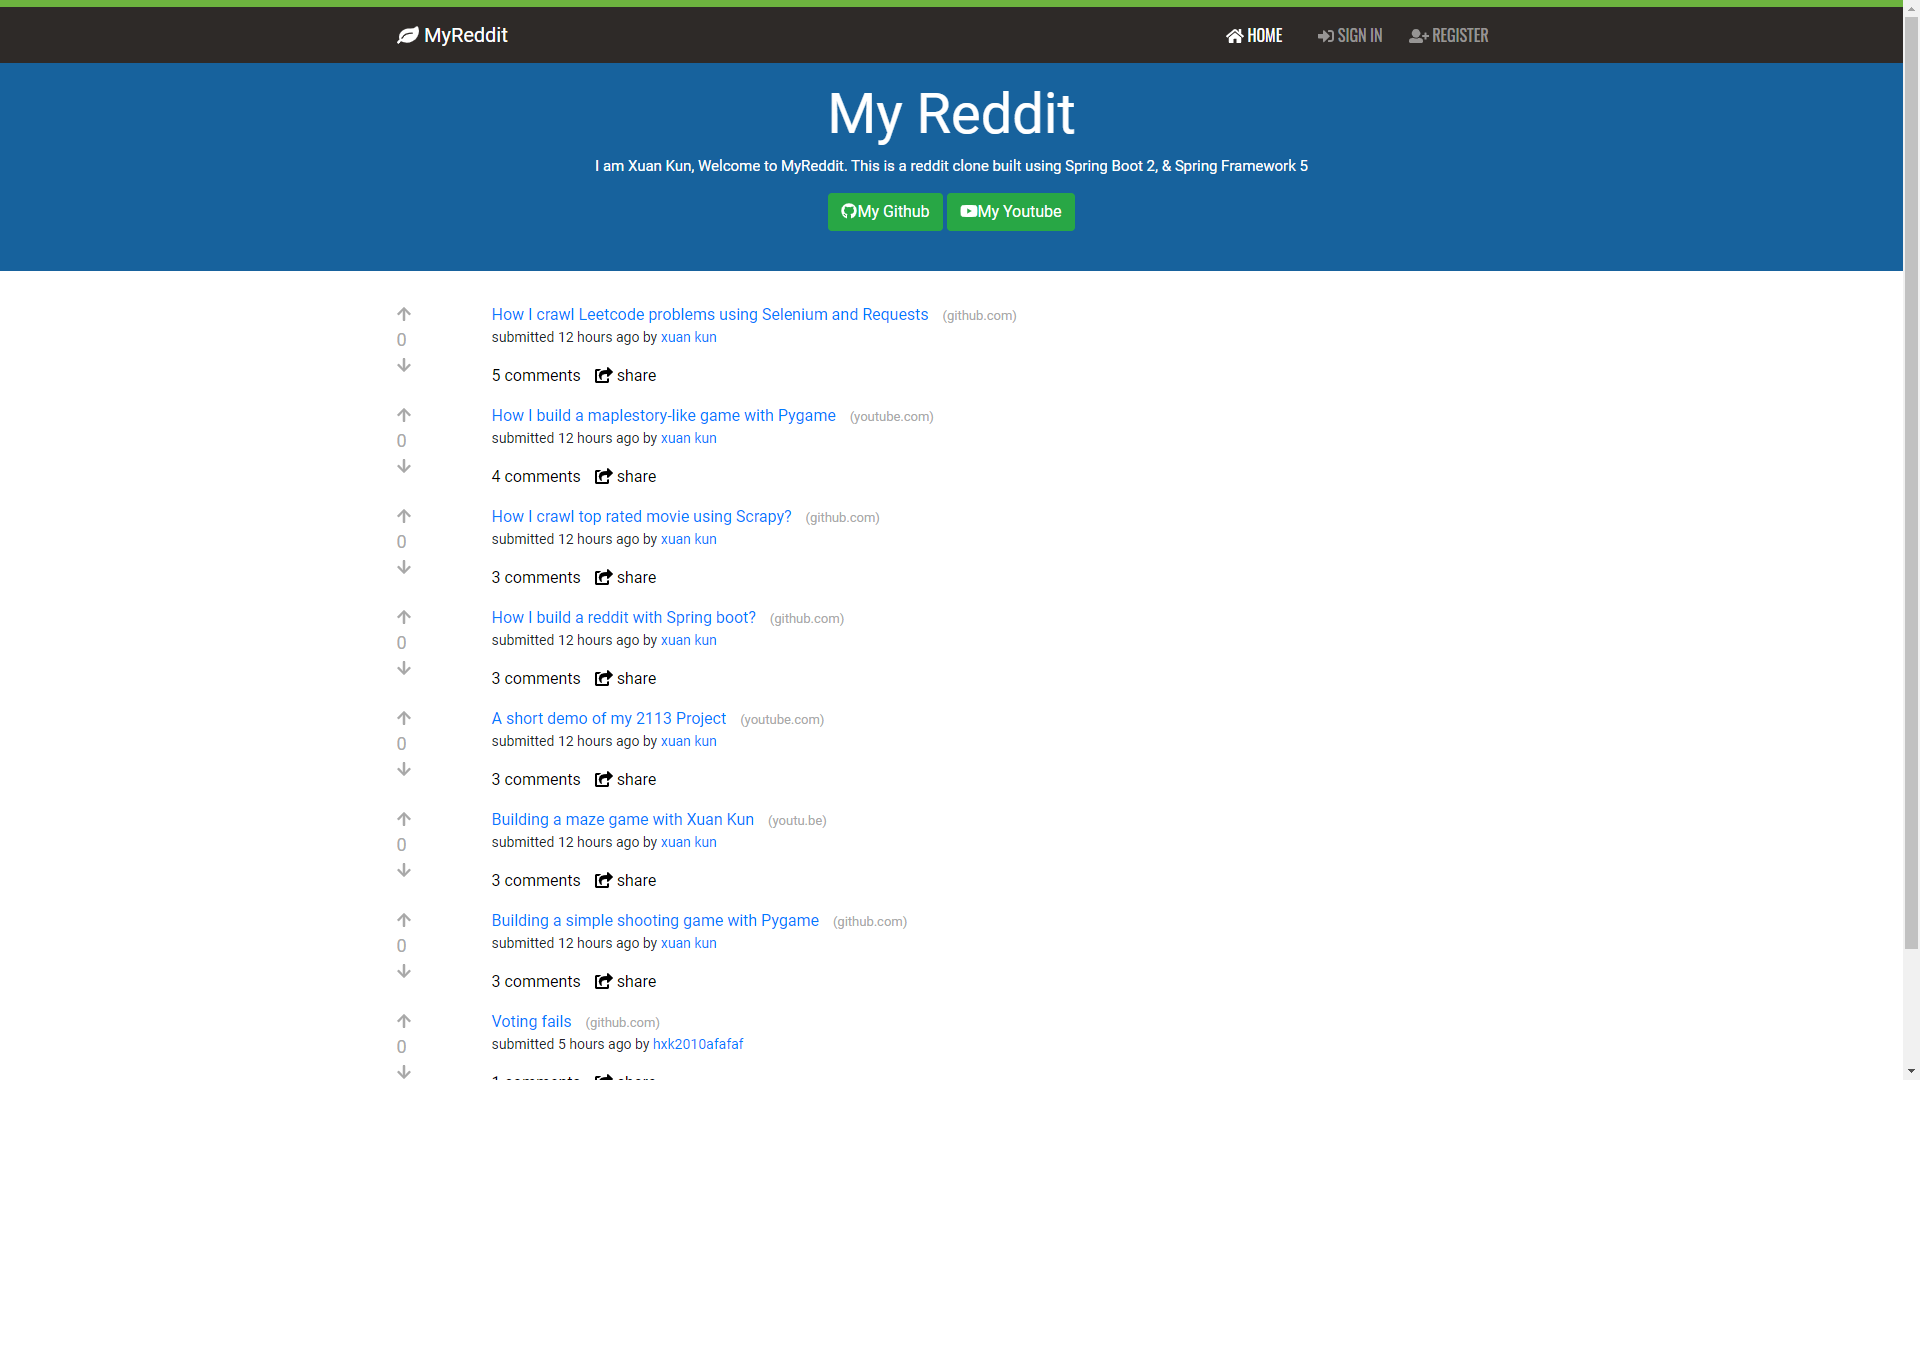 MyReddit HOME SIGN IN REGISTER
My Reddit
I am Xuan Kun, Welcome to MyReddit. This is a reddit clone built using Spring Boot 2, & Spring Framework 5
My Github My Youtube
How I crawl Leetcode problems using Selenium and Requests (github.com)
0
submitted 12 hours ago by xuan kun
5 comments share
How I build a maplestory-like game with Pygame (youtube.com)
0
submitted 12 hours ago by xuan kun
4 comments share
How I crawl top rated movie using Scrapy? (github.com)
0
submitted 12 hours ago by xuan kun
3 comments share
How I build a reddit with Spring boot? (github.com)
0
submitted 12 hours ago by xuan kun
3 comments share
A short demo of my 2113 Project (youtube.com)
0
submitted 12 hours ago by xuan kun
3 comments share
Building a maze game with Xuan Kun (youtu.be)
0
submitted 12 hours ago by xuan kun
3 comments share
Building a simple shooting game with Pygame (github.com)
0
submitted 12 hours ago by xuan kun
3 comments share
Voting fails (github.com)
0
submitted 5 hours ago by hxk2010afafaf